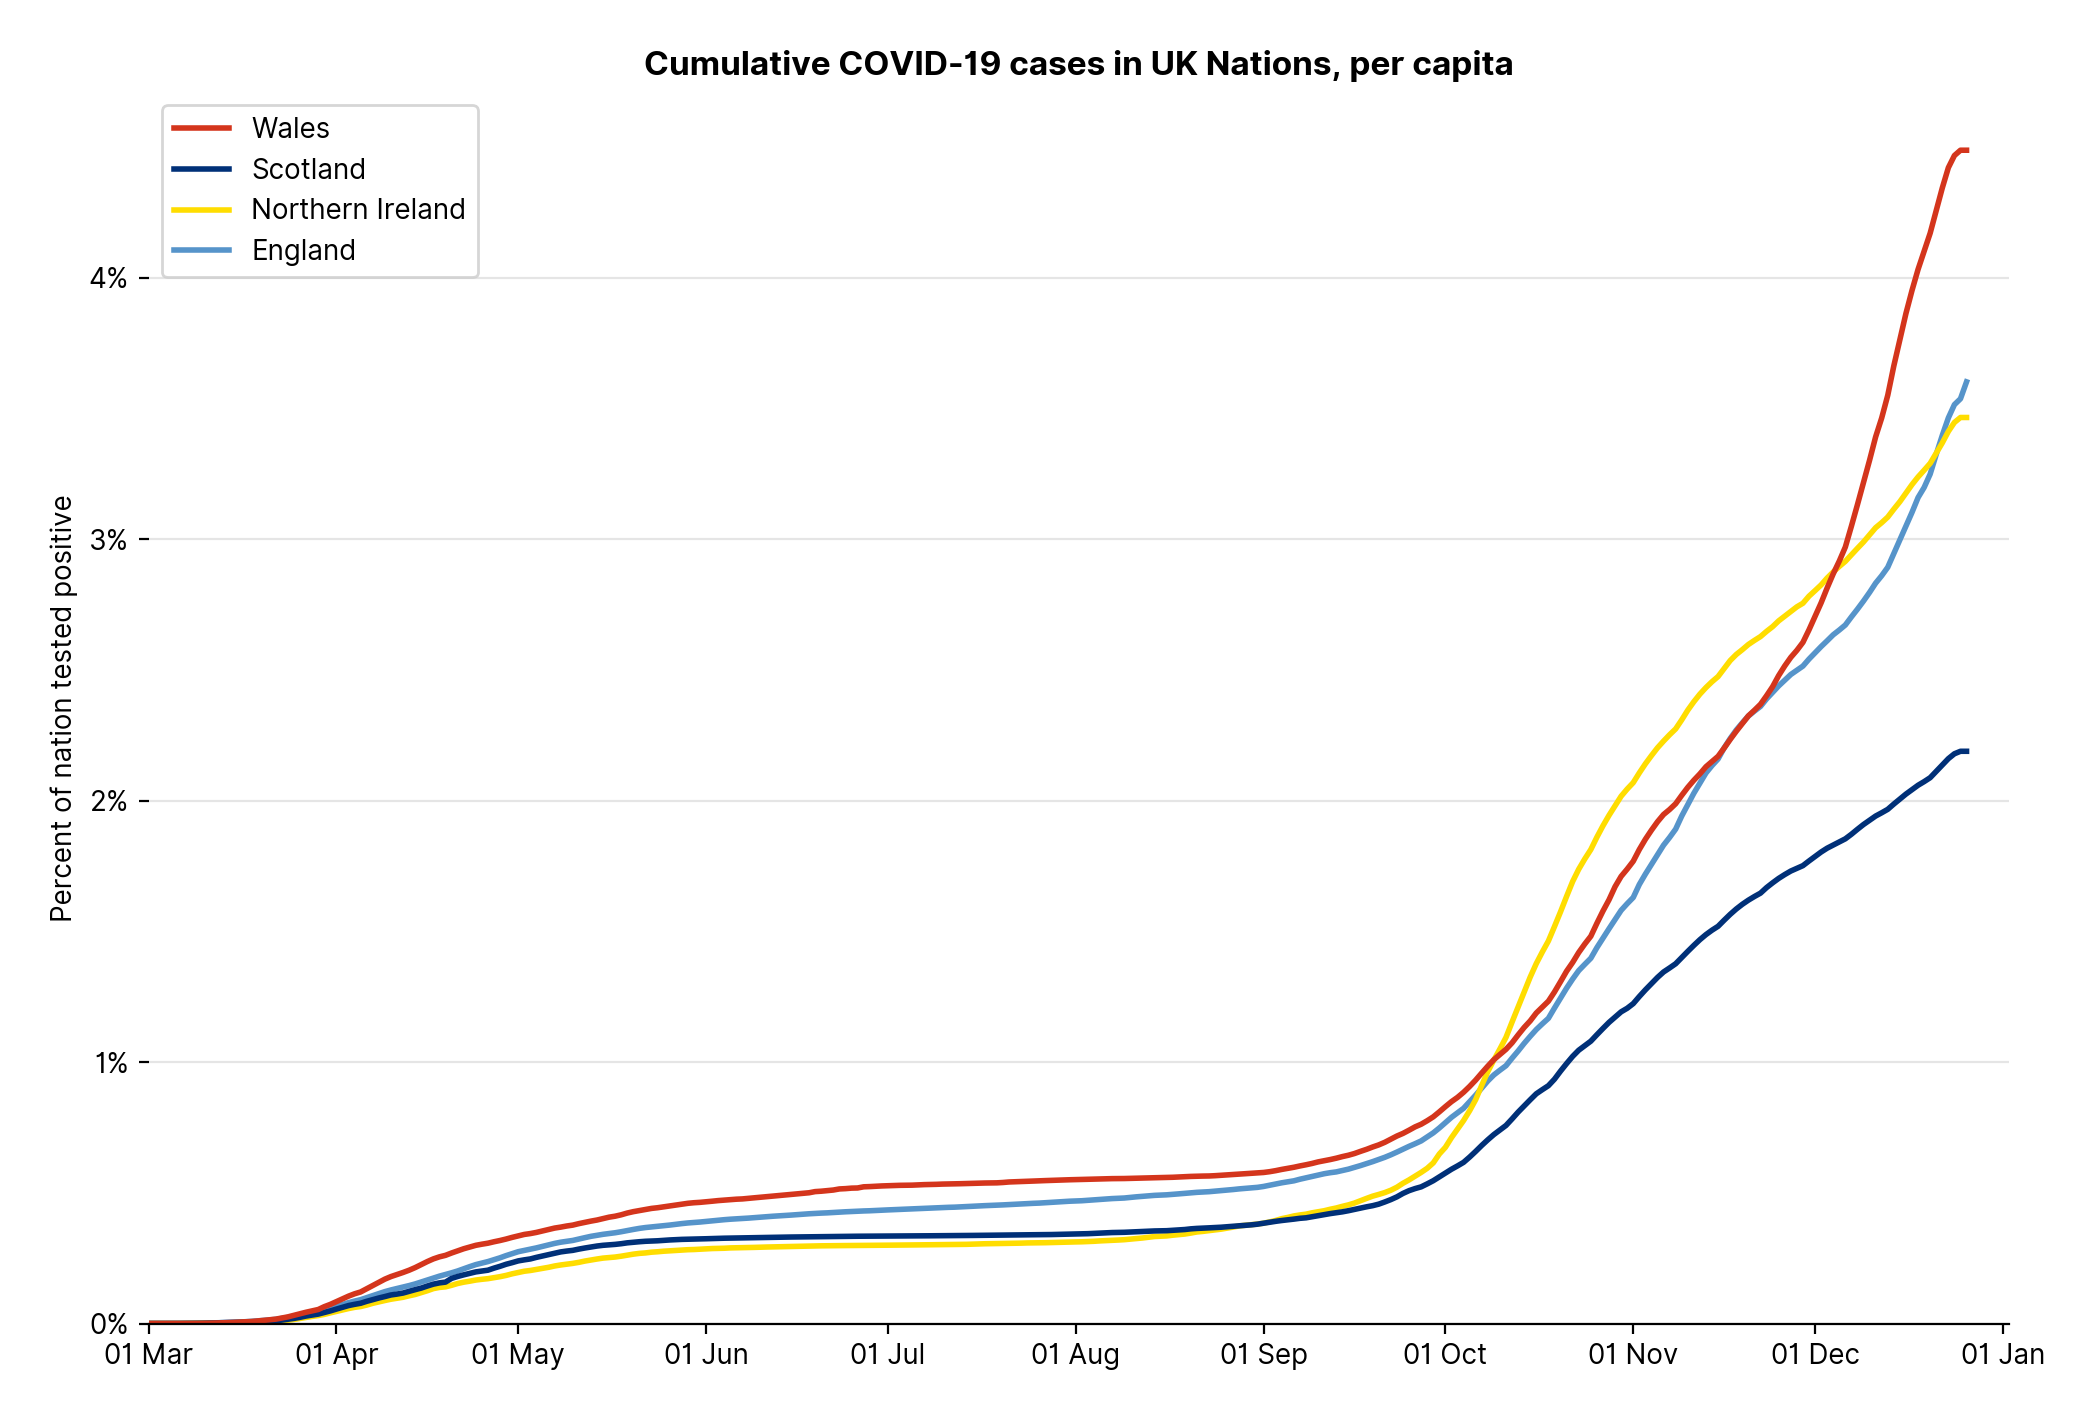 Cumulative COVID-19 cases in UK Nations, per capita
Wales
Scotland
Northern Ireland
England
Percent of nation tested positive
4%
3%
2%
1%
0%
01 Mar
01 Apr
01 May
01 Jun
01 Jul
01 Aug
01 Sep
01 Oct
01 Nov
01 Dec
01 Jan